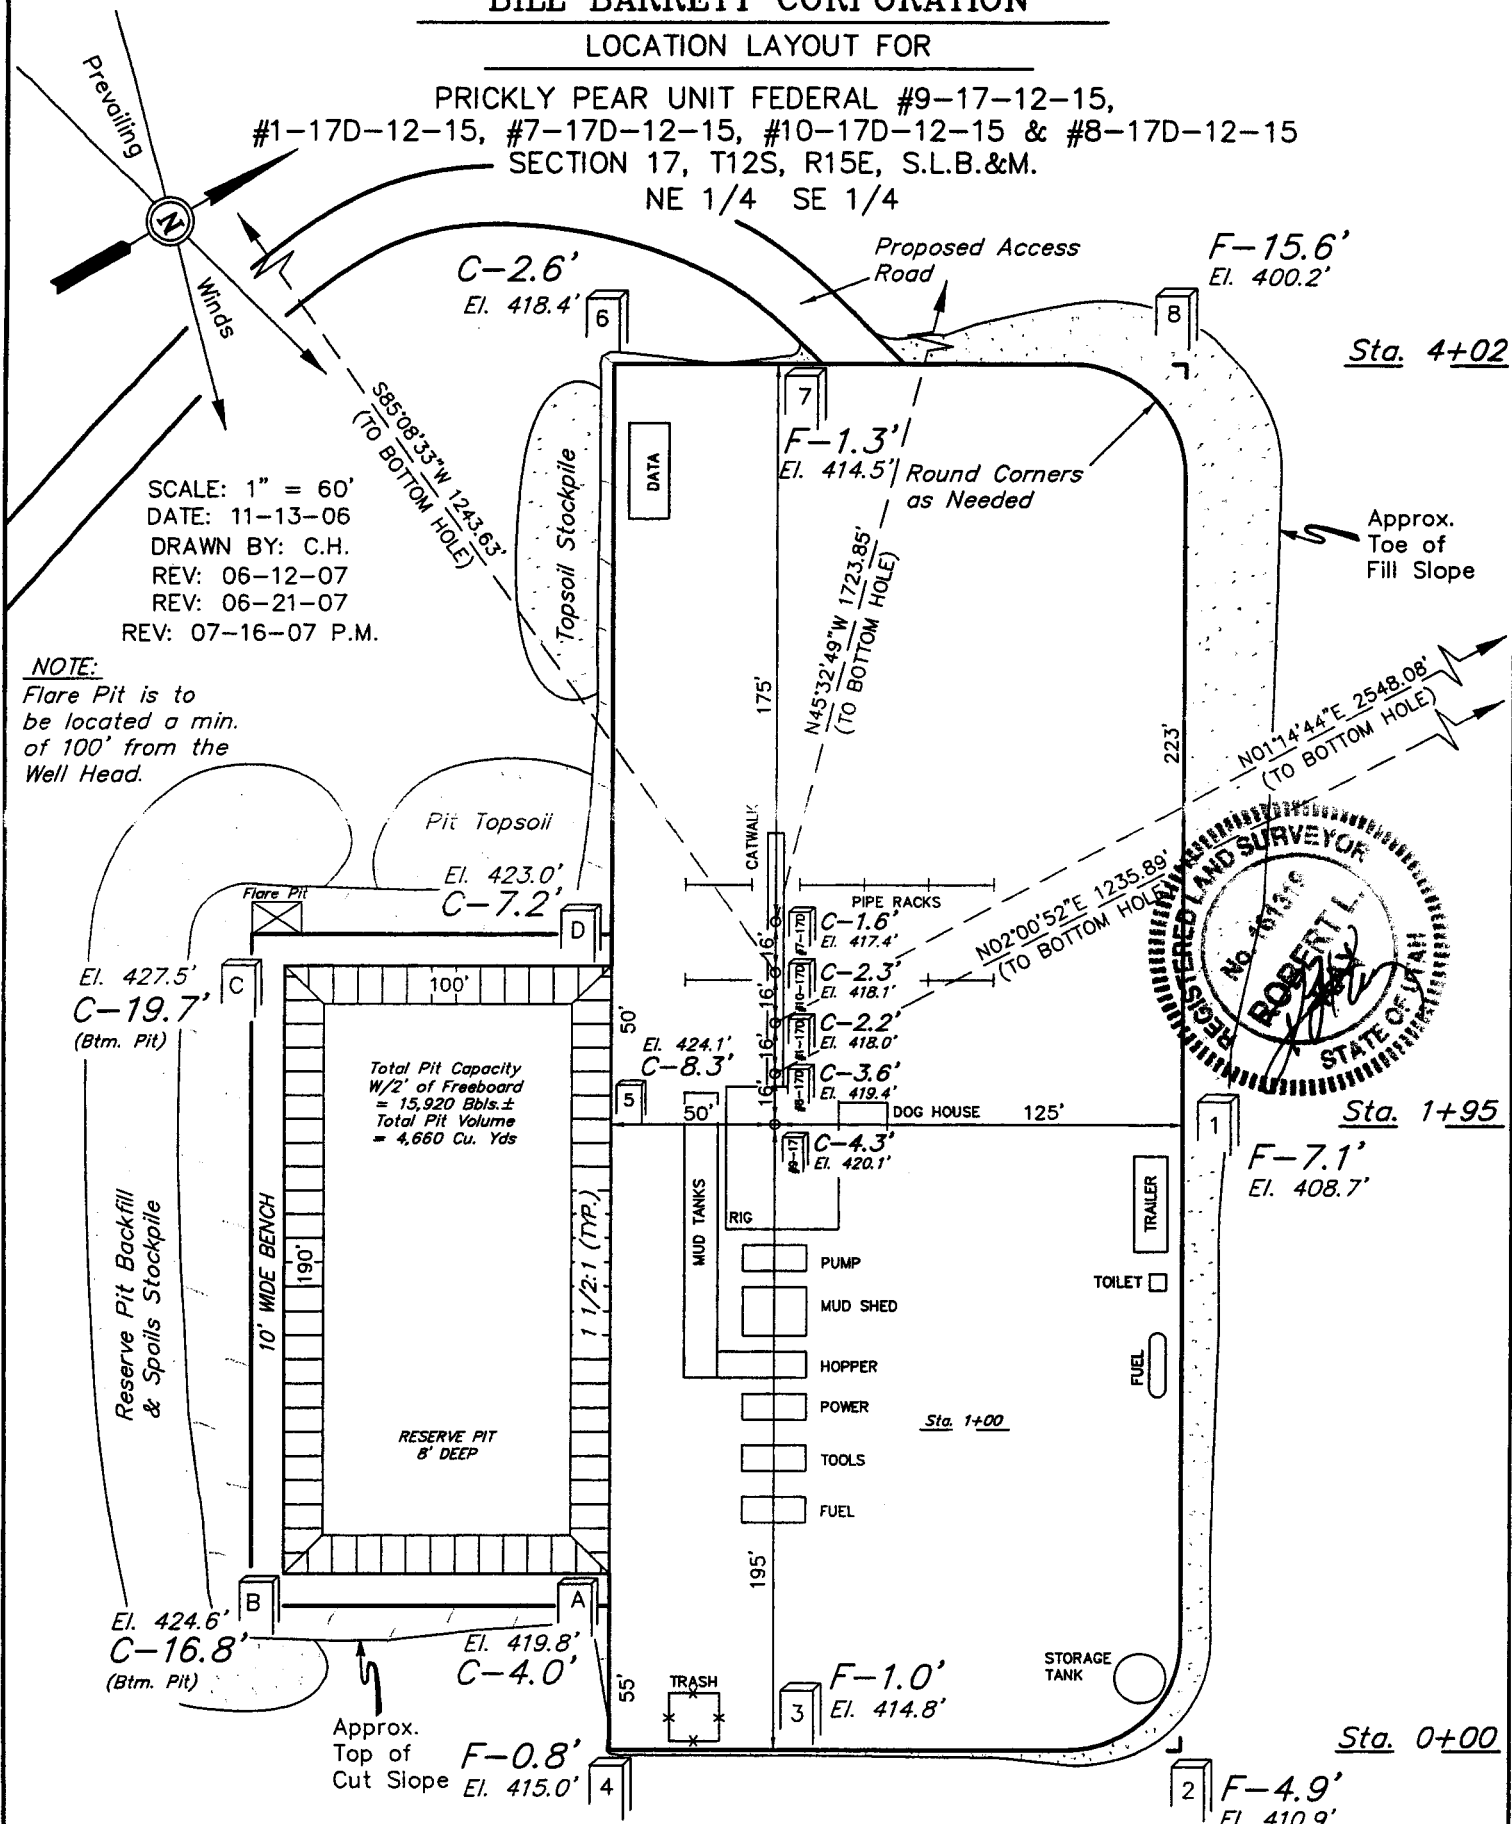 BILL BARRETT CORPORATION
LOCATION LAYOUT FOR
PRICKLY PEAR UNIT FEDERAL #9-17-12-15,
#1-17D-12-15, #7-17D-12-15, #10-17D-12-15 & #8-17D-12-15
SECTION 17, T12S, R15E, S.L.B.&M.
NE 1/4 SE 1/4
Prevailing
N
Winds
Proposed Access
Road
C-2.6'
El. 418.4'
6
F-15.6'
El. 400.2'
8
Sta. 4+02
7
F-1.3'
El. 414.5'
Round Corners
as Needed
DATA
Topsoil Stockpile
S85°08'33"W 1243.63'
(TO BOTTOM HOLE)
SCALE: 1" = 60'
DATE: 11-13-06
DRAWN BY: C.H.
REV: 06-12-07
REV: 06-21-07
REV: 07-16-07 P.M.
Approx.
Toe of
Fill Slope
NOTE:
Flare Pit is to
be located a min.
of 100' from the
Well Head.
175'
N45°32'49"W 1723.85'
(TO BOTTOM HOLE)
223'
N01°14'44"E 2548.08'
(TO BOTTOM HOLE)
N02°00'52"E 1235.89'
(TO BOTTOM HOLE)
REGISTERED LAND SURVEYOR
No. 161319
ROBERT L.
STATE OF UTAH
Pit Topsoil
El. 423.0'
C-7.2'
Flare Pit
D
CATWALK
PIPE RACKS
El. 427.5'
C-19.7'
(Btm. Pit)
C
100'
#7-17D
C-1.6'
El. 417.4'
16'
#10-17D
C-2.3'
El. 418.1'
16'
#1-17D
C-2.2'
El. 418.0'
16'
#8-17D
C-3.6'
El. 419.4'
16'
50'
El. 424.1'
C-8.3'
5
50'
DOG HOUSE
125'
1
Sta. 1+95
F-7.1'
El. 408.7'
#9-17
C-4.3'
El. 420.1'
Total Pit Capacity
W/2' of Freeboard
= 15,920 Bbls.±
Total Pit Volume
= 4,660 Cu. Yds
MUD TANKS
RIG
TRAILER
PUMP
TOILET
MUD SHED
HOPPER
FUEL
POWER
Sta. 1+00
TOOLS
FUEL
Reserve Pit Backfill
& Spoils Stockpile
10' WIDE BENCH
190'
1 1/2:1 (TYP.)
RESERVE PIT
8' DEEP
195'
El. 424.6'
C-16.8'
(Btm. Pit)
B
A
El. 419.8'
C-4.0'
55'
TRASH
3
F-1.0'
El. 414.8'
STORAGE
TANK
Approx.
Top of
Cut Slope
F-0.8'
El. 415.0'
4
Sta. 0+00
2
F-4.9'
El. 410.9'